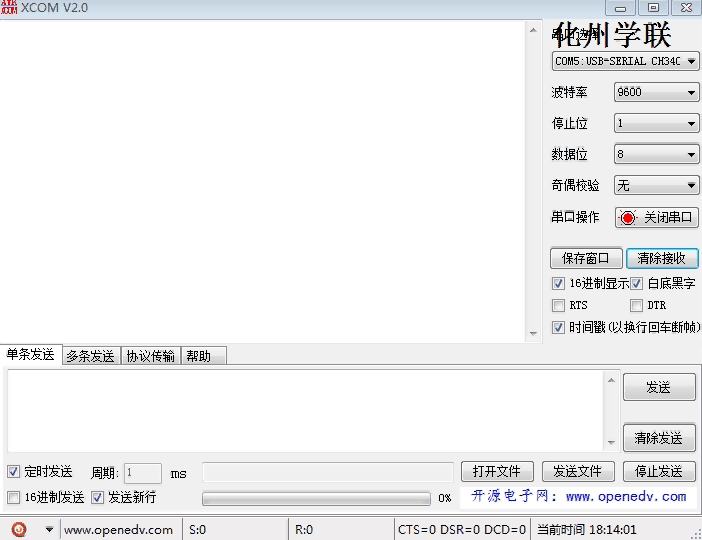 XCOM V2.0
化州学联
COM5:USB-SERIAL CH34
波特率 9600
停止位 1
数据位 8
奇偶校验 无
串口操作 关闭串口
保存窗口 清除接收
16进制显示 白底黑字
RTS DTR
时间戳(以换行回车断帧)
单条发送 多条发送 协议传输 帮助
发送
清除发送
定时发送 周期: 1 ms 打开文件 发送文件 停止发送
16进制发送 发送新行 0% 开源电子网：www.openedv.com
www.openedv.com S:0 R:0 CTS=0 DSR=0 DCD=0 当前时间 18:14:01